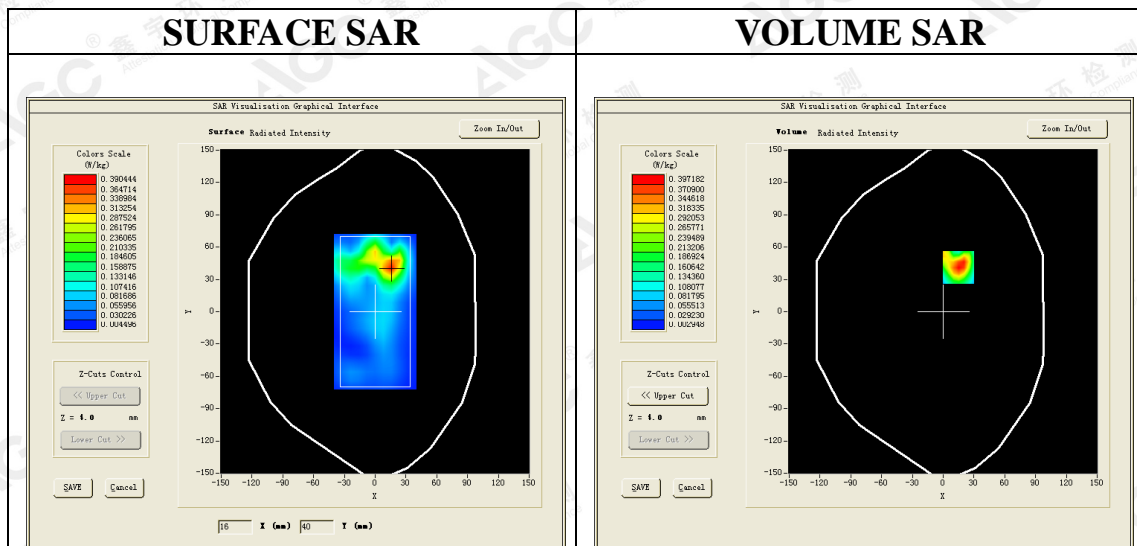 SURFACE SAR
VOLUME SAR
SAR Visualisation Graphical Interface
Surface Radiated Intensity
Zoom In/Out
Colors Scale
(W/kg)
0.390444
0.364714
0.338984
0.313254
0.287524
0.261795
0.236065
0.210335
0.184605
0.158875
0.133146
0.107416
0.081686
0.055956
0.030226
0.004496
Z-Cuts Control
<< Upper Cut
Z = 4.0 mm
Lower Cut >>
SAVE Cancel
150
120
90
60
30
0
-30
-60
-90
-120
-150
Y
-150 -120 -90 -60 -30 0 30 60 90 120 150
X
16 X (mm) 40 Y (mm)
SAR Visualisation Graphical Interface
Volume Radiated Intensity
Zoom In/Out
Colors Scale
(W/kg)
0.397182
0.370900
0.344618
0.318335
0.292053
0.265771
0.239489
0.213206
0.186924
0.160642
0.134360
0.108077
0.081795
0.055513
0.029230
0.002948
Z-Cuts Control
<< Upper Cut
Z = 4.0 mm
Lower Cut >>
SAVE Cancel
150
120
90
60
30
0
-30
-60
-90
-120
-150
Y
-150 -120 -90 -60 -30 0 30 60 90 120 150
X
AGC